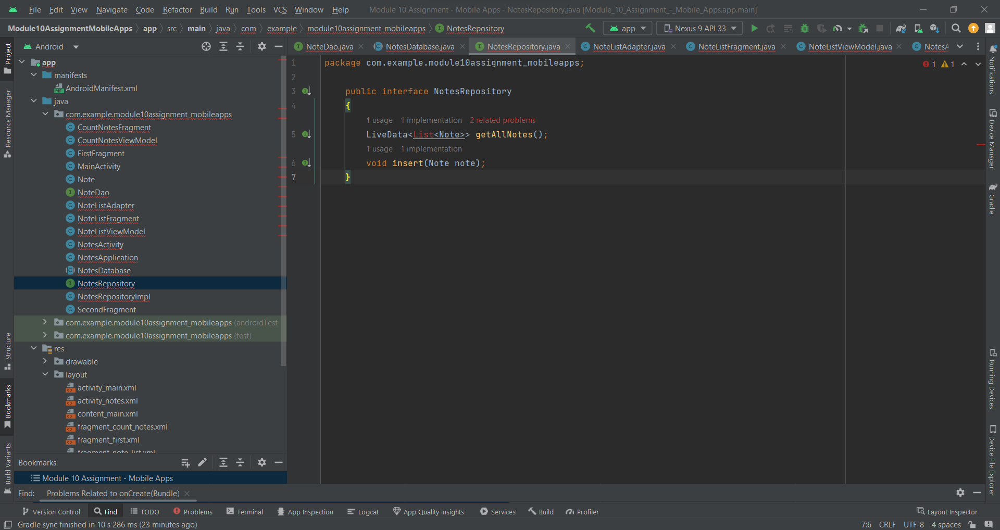 File Edit View Navigate Code Refactor Build Run Tools VCS Window Help Module 10 Assignment - Mobile Apps - NotesRepository.java [Module_10_Assignment_-_Mobile_Apps.app.main]
Module10AssignmentMobileApps app src main java com example module10assignment_mobileapps NotesRepository app Nexus 9 API 33
Android
NoteDao.java NotesDatabase.java NotesRepository.java NoteListAdapter.java NoteListFragment.java NoteListViewModel.java NotesA
Project
Resource Manager
Structure
Bookmarks
Build Variants
app
manifests
AndroidManifest.xml
java
com.example.module10assignment_mobileapps
CountNotesFragment
CountNotesViewModel
FirstFragment
MainActivity
Note
NoteDao
NoteListAdapter
NoteListFragment
NoteListViewModel
NotesActivity
NotesApplication
NotesDatabase
NotesRepository
NotesRepositoryImpl
SecondFragment
com.example.module10assignment_mobileapps (androidTest
com.example.module10assignment_mobileapps (test)
res
drawable
layout
activity_main.xml
activity_notes.xml
content_main.xml
fragment_count_notes.xml
fragment_first.xml
fragment_note_list.xml
Bookmarks
Module 10 Assignment - Mobile Apps
1 package com.example.module10assignment_mobileapps;
1 1
2
3 public interface NotesRepository
4 {
1 usage 1 implementation 2 related problems
5 LiveData<List<Note>> getAllNotes();
1 usage 1 implementation
6 void insert(Note note);
7 }
Notifications
Device Manager
Gradle
Running Devices
Device File Explorer
Find: Problems Related to onCreate(Bundle)
Version Control Find TODO Problems Terminal App Inspection Logcat App Quality Insights Services Build Profiler Layout Inspector
Gradle sync finished in 10 s 286 ms (23 minutes ago) 7:6 CRLF UTF-8 4 spaces